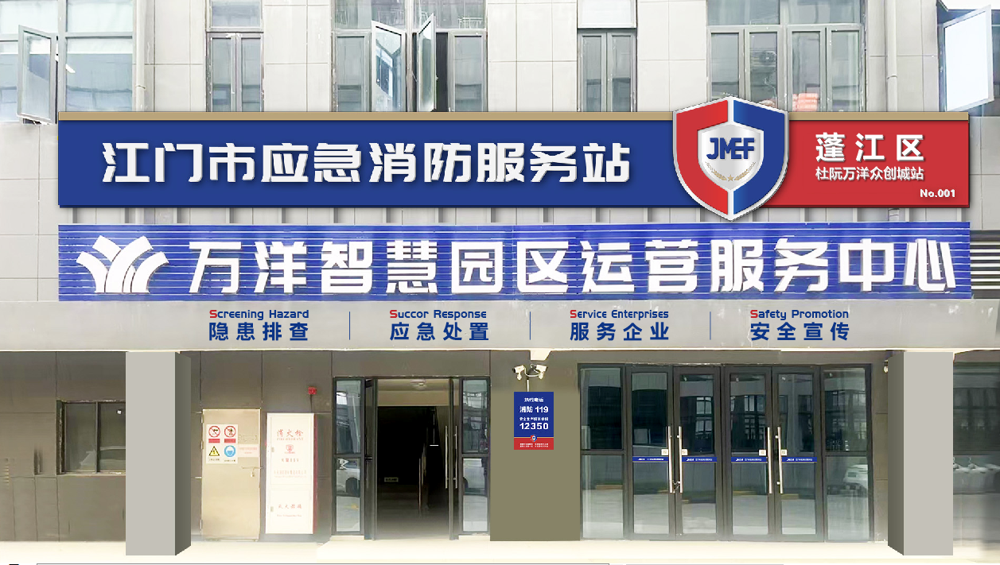 江门市应急消防服务站
JMEF
蓬江区
杜阮万洋众创城站
No.001
万洋智慧园区运营服务中心
Screening Hazard
隐患排查
Succor Response
应急处置
Service Enterprises
服务企业
Safety Promotion
安全宣传
消防 119
12350
消火栓